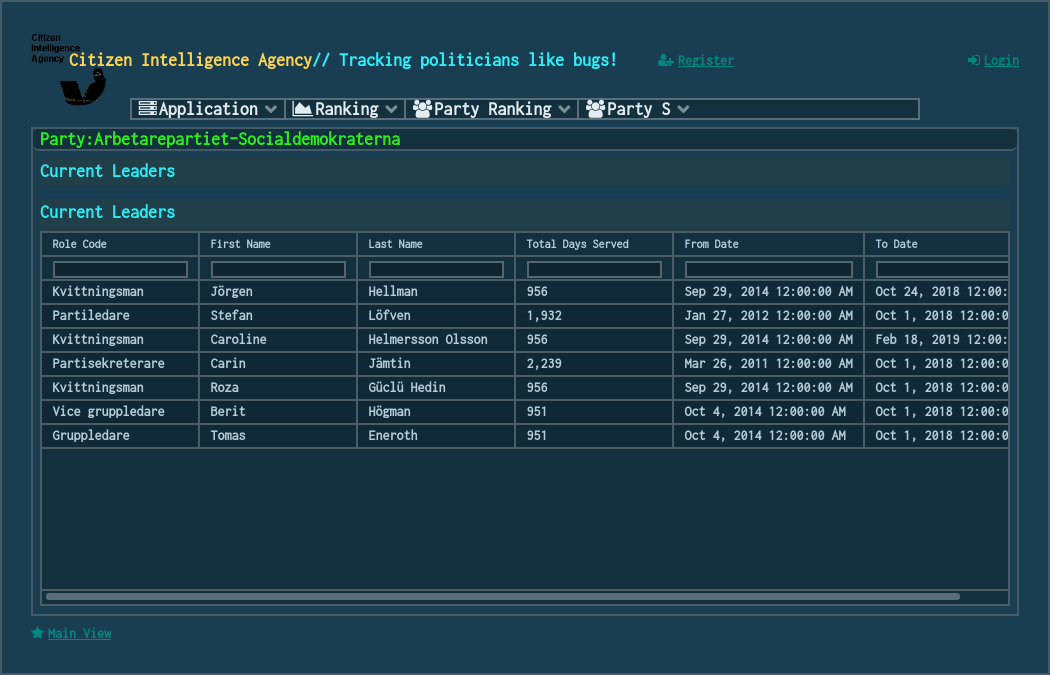 Citizen
Intelligence
Agency
Citizen Intelligence Agency// Tracking politicians like bugs! Register Login
Application Ranking Party Ranking Party S
Party:Arbetarepartiet-Socialdemokraterna
Current Leaders
Current Leaders
Role Code First Name Last Name Total Days Served From Date To Date
Kvittningsman Jörgen Hellman 956 Sep 29, 2014 12:00:00 AM Oct 24, 2018 12:00:
Partiledare Stefan Löfven 1,932 Jan 27, 2012 12:00:00 AM Oct 1, 2018 12:00:0
Kvittningsman Caroline Helmersson Olsson 956 Sep 29, 2014 12:00:00 AM Feb 18, 2019 12:00:
Partisekreterare Carin Jämtin 2,239 Mar 26, 2011 12:00:00 AM Oct 1, 2018 12:00:0
Kvittningsman Roza Güclü Hedin 956 Sep 29, 2014 12:00:00 AM Oct 1, 2018 12:00:0
Vice gruppledare Berit Högman 951 Oct 4, 2014 12:00:00 AM Oct 1, 2018 12:00:0
Gruppledare Tomas Eneroth 951 Oct 4, 2014 12:00:00 AM Oct 1, 2018 12:00:0
Main View